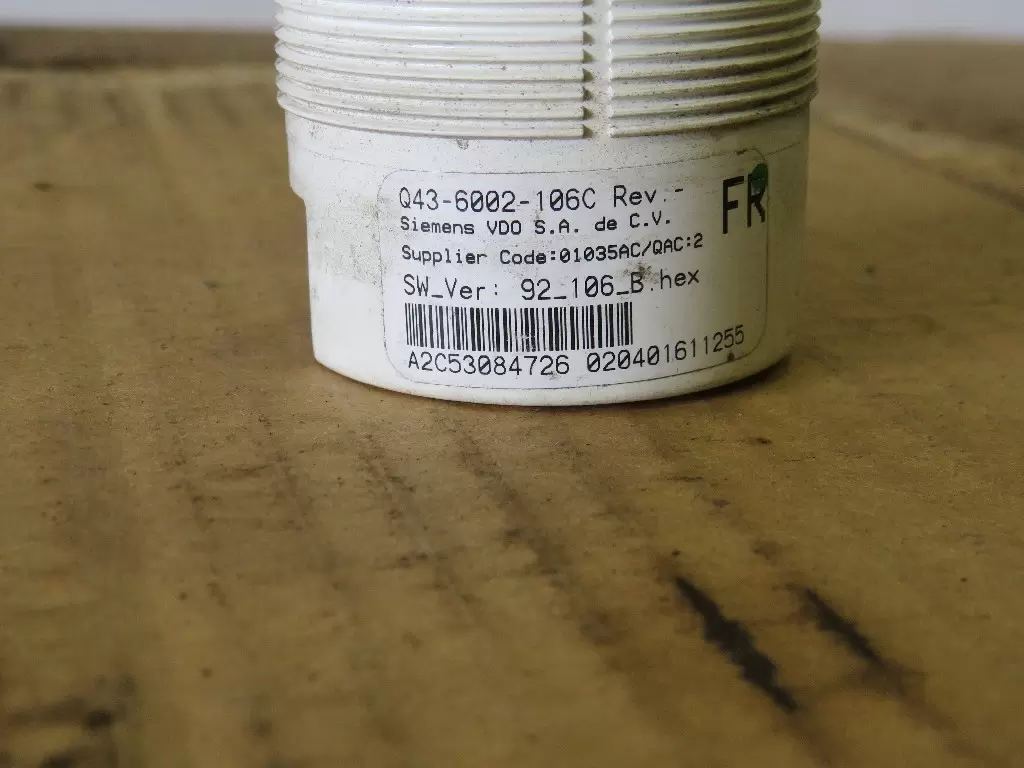 Q43-6002-106C Rev.-
FR
Siemens VDO S.A. de C.V.
Supplier Code:01035AC/QAC:2
SW_Ver: 92_106_B.hex
A2C53084726 020401611255